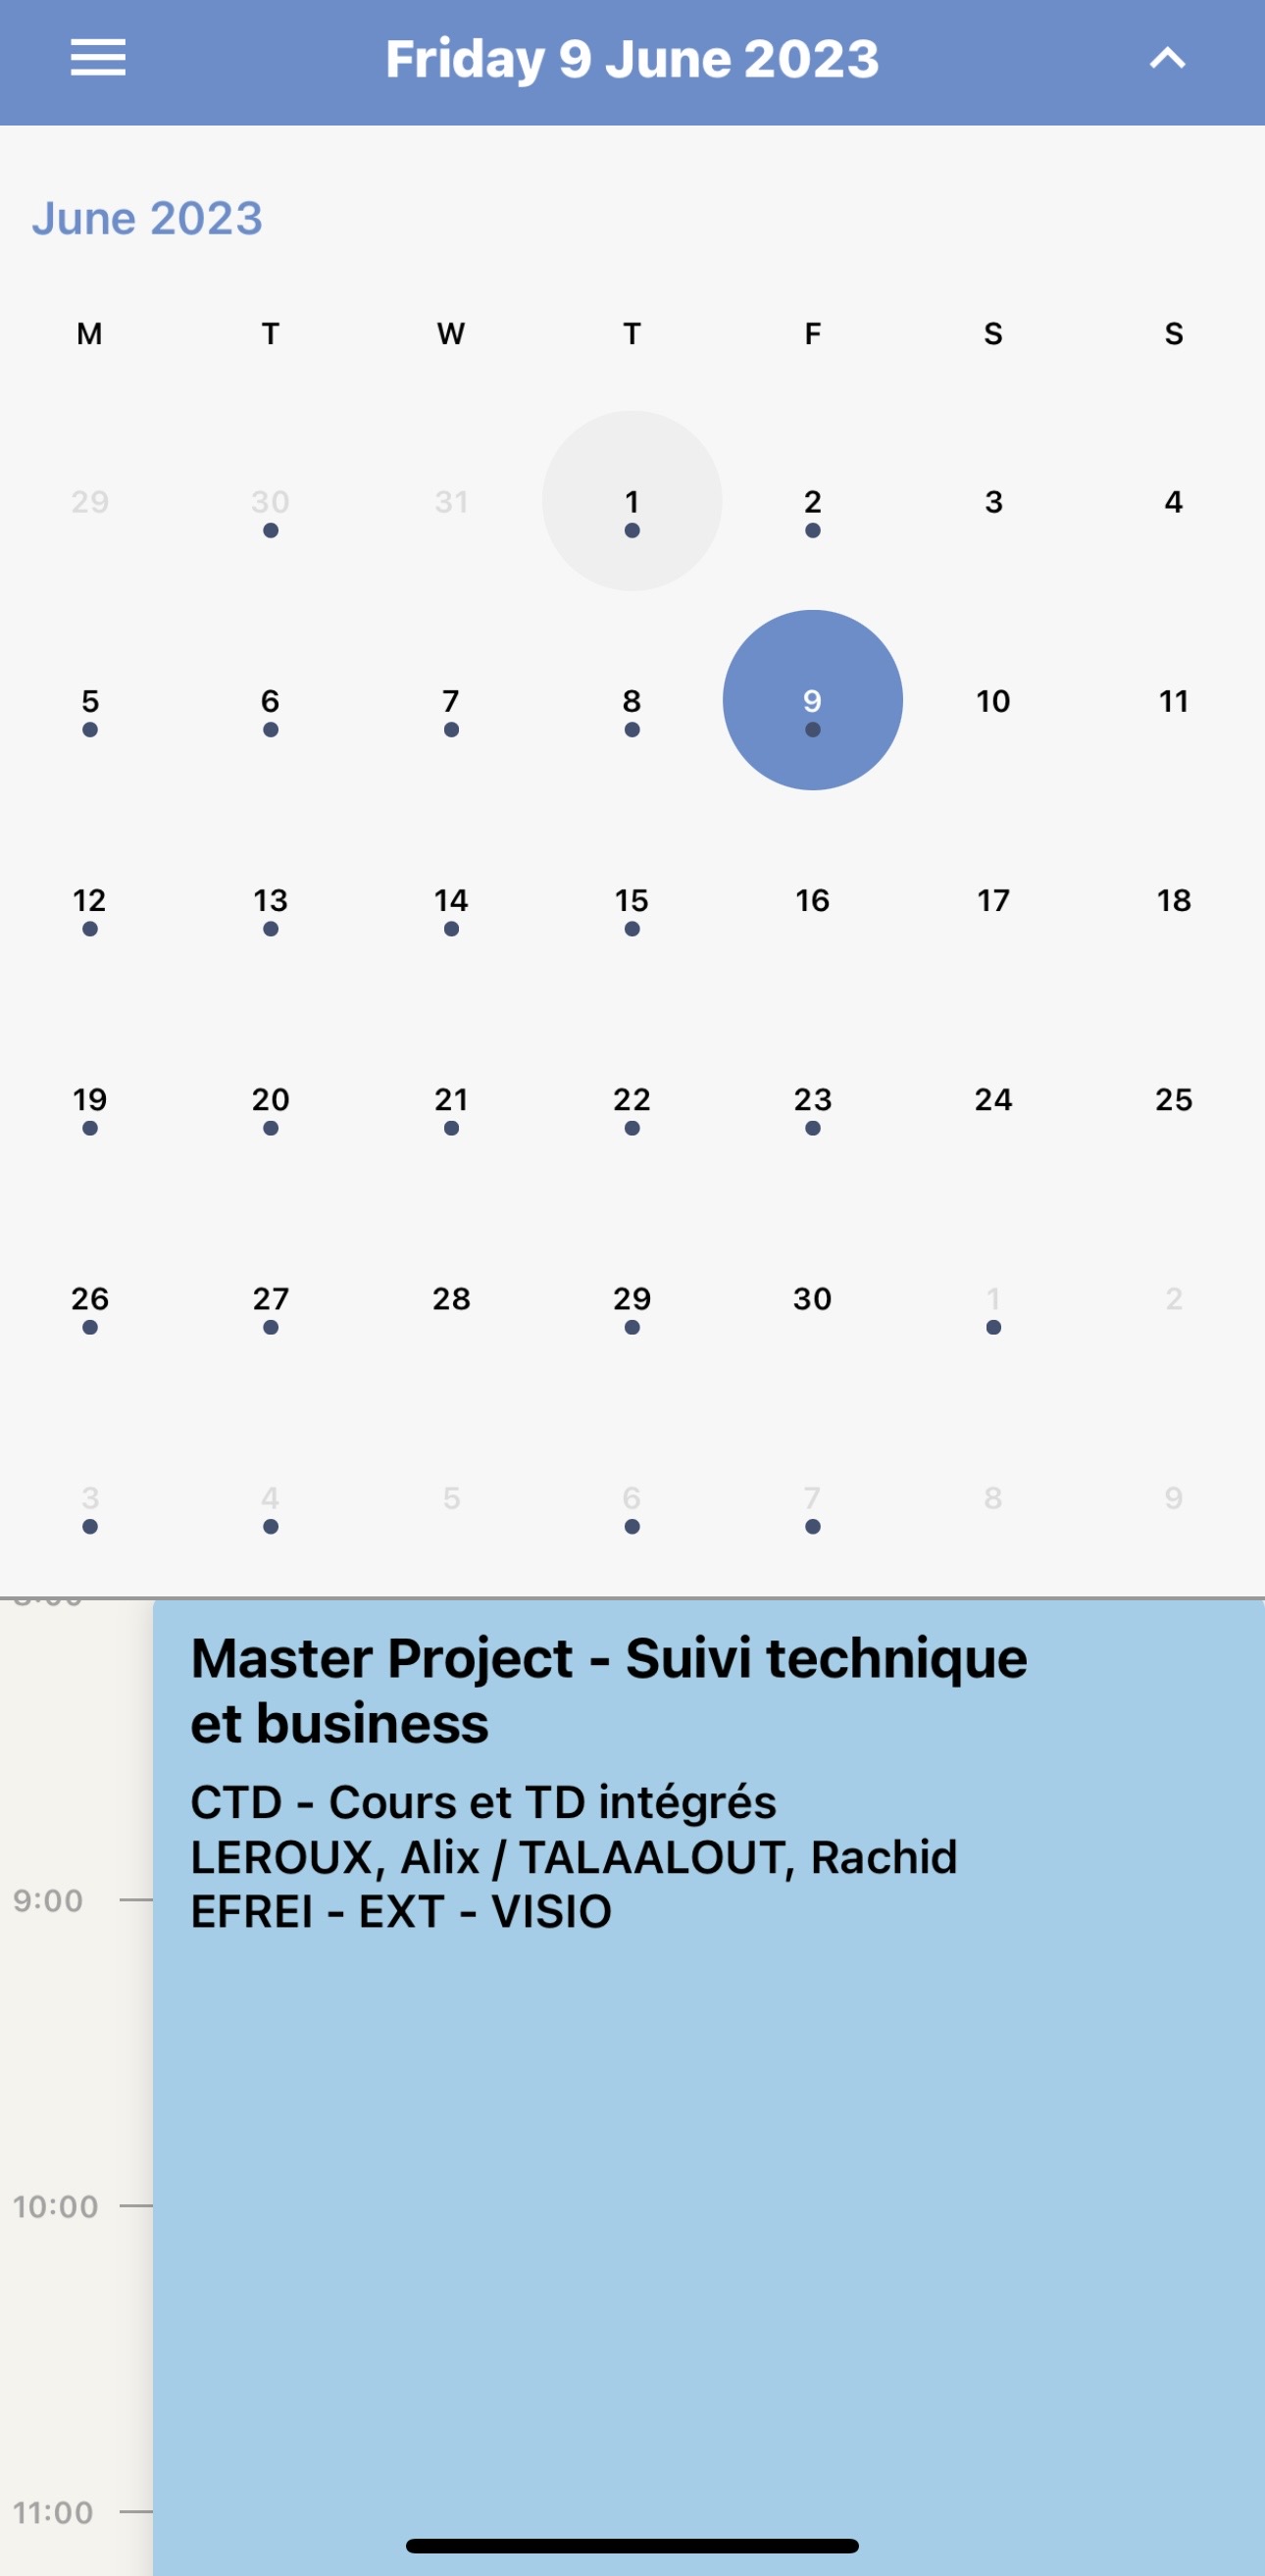 Friday 9 June 2023
June 2023
M T W T F S S
29 30 31 1 2 3 4
5 6 7 8 9 10 11
12 13 14 15 16 17 18
19 20 21 22 23 24 25
26 27 28 29 30 1 2
3 4 5 6 7 8 9
Master Project - Suivi technique
et business
CTD - Cours et TD intégrés
LEROUX, Alix / TALAALOUT, Rachid
9:00
EFREI - EXT - VISIO
10:00
11:00